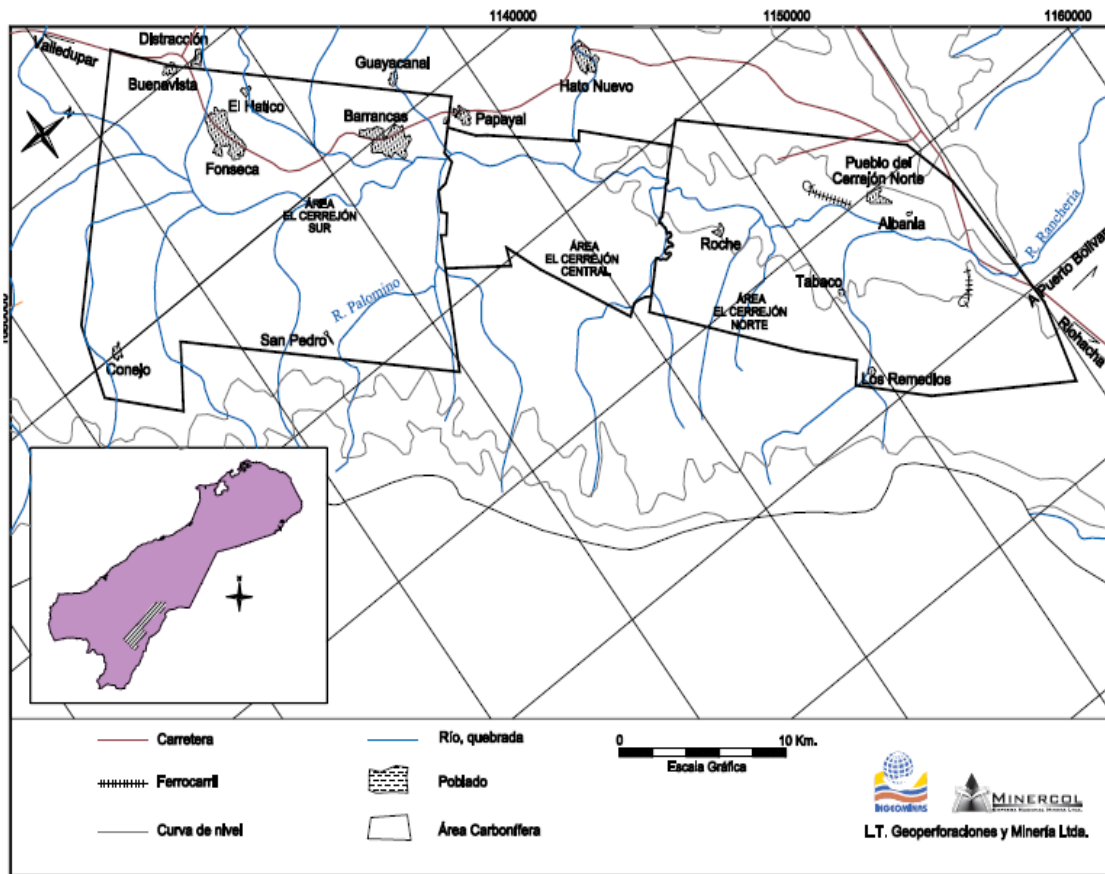 1140000
1150000
1160000
Valledupar
Distracción
Buenavista
El Hatico
Guayacanal
Hato Nuevo
Barrancas
Papayal
Fonseca
Pueblo del
Cerrejón Norte
Albania
R. Ranchería
ÁREA
EL CERREJÓN
SUR
ÁREA
EL CERREJÓN
CENTRAL
Roche
Tabaco
ÁREA
EL CERREJÓN
NORTE
A Puerto Bolívar
Riohacha
R. Palomino
San Pedro
Conejo
Los Remedios
Carretera
Ferrocarril
Curva de nivel
Río, quebrada
Poblado
Área Carbonífera
0 10 Km.
Escala Gráfica
INGEOMINAS
MINERCOL
L.T. Geoperforaciones y Minería Ltda.